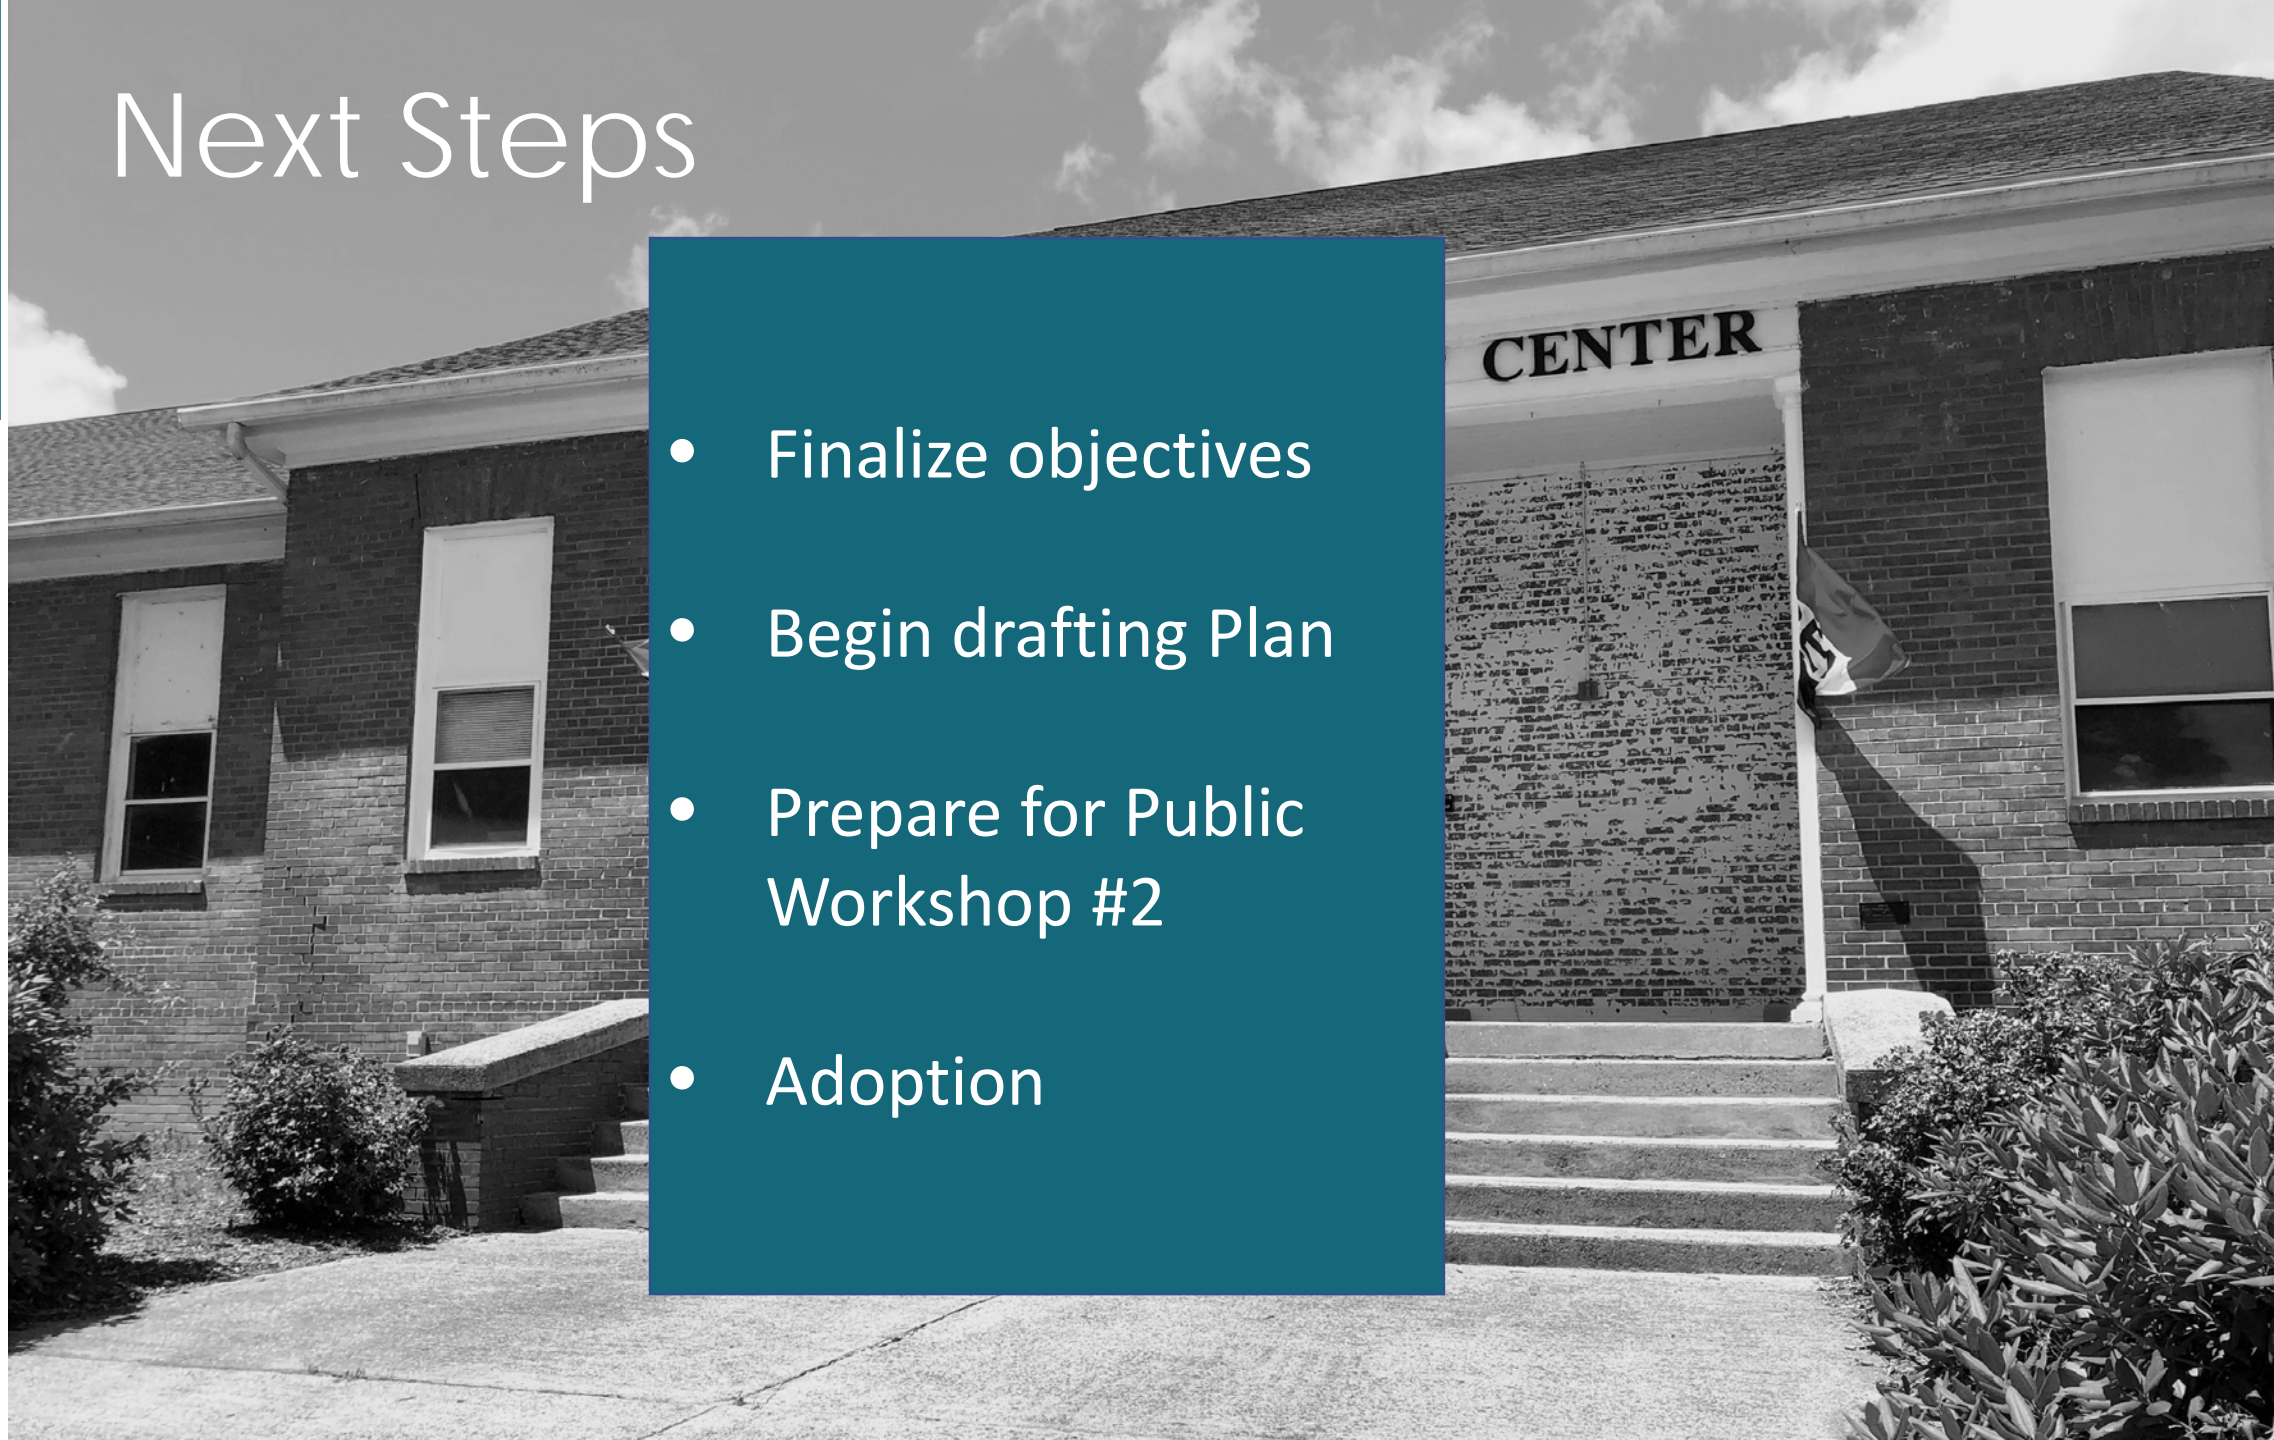 Next Steps
CENTER
• Finalize objectives
• Begin drafting Plan
• Prepare for Public
Workshop #2
• Adoption